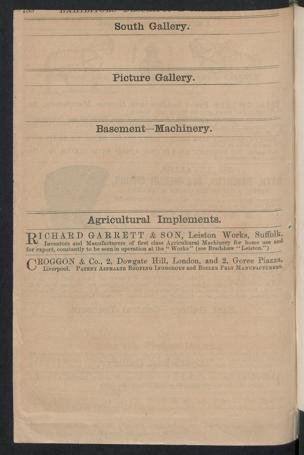 South Gallery.
Picture Gallery.
Basement—Machinery.
Agricultural Implements.
RICHARD GARRETT & SON, Leiston Works, Suffolk.
Inventors and Manufacturers of first class Agricultural Machinery for home use and
for export, constantly to be seen in operation at the "Works" (see Bradshaw "Leiston.")
CROGGON & Co., 2, Dowgate Hill, London, and 2, Goree Piazza,
Liverpool. PATENT ASPHALTE ROOFING INODOROUS and BOILER FELT MANUFACTURERS.